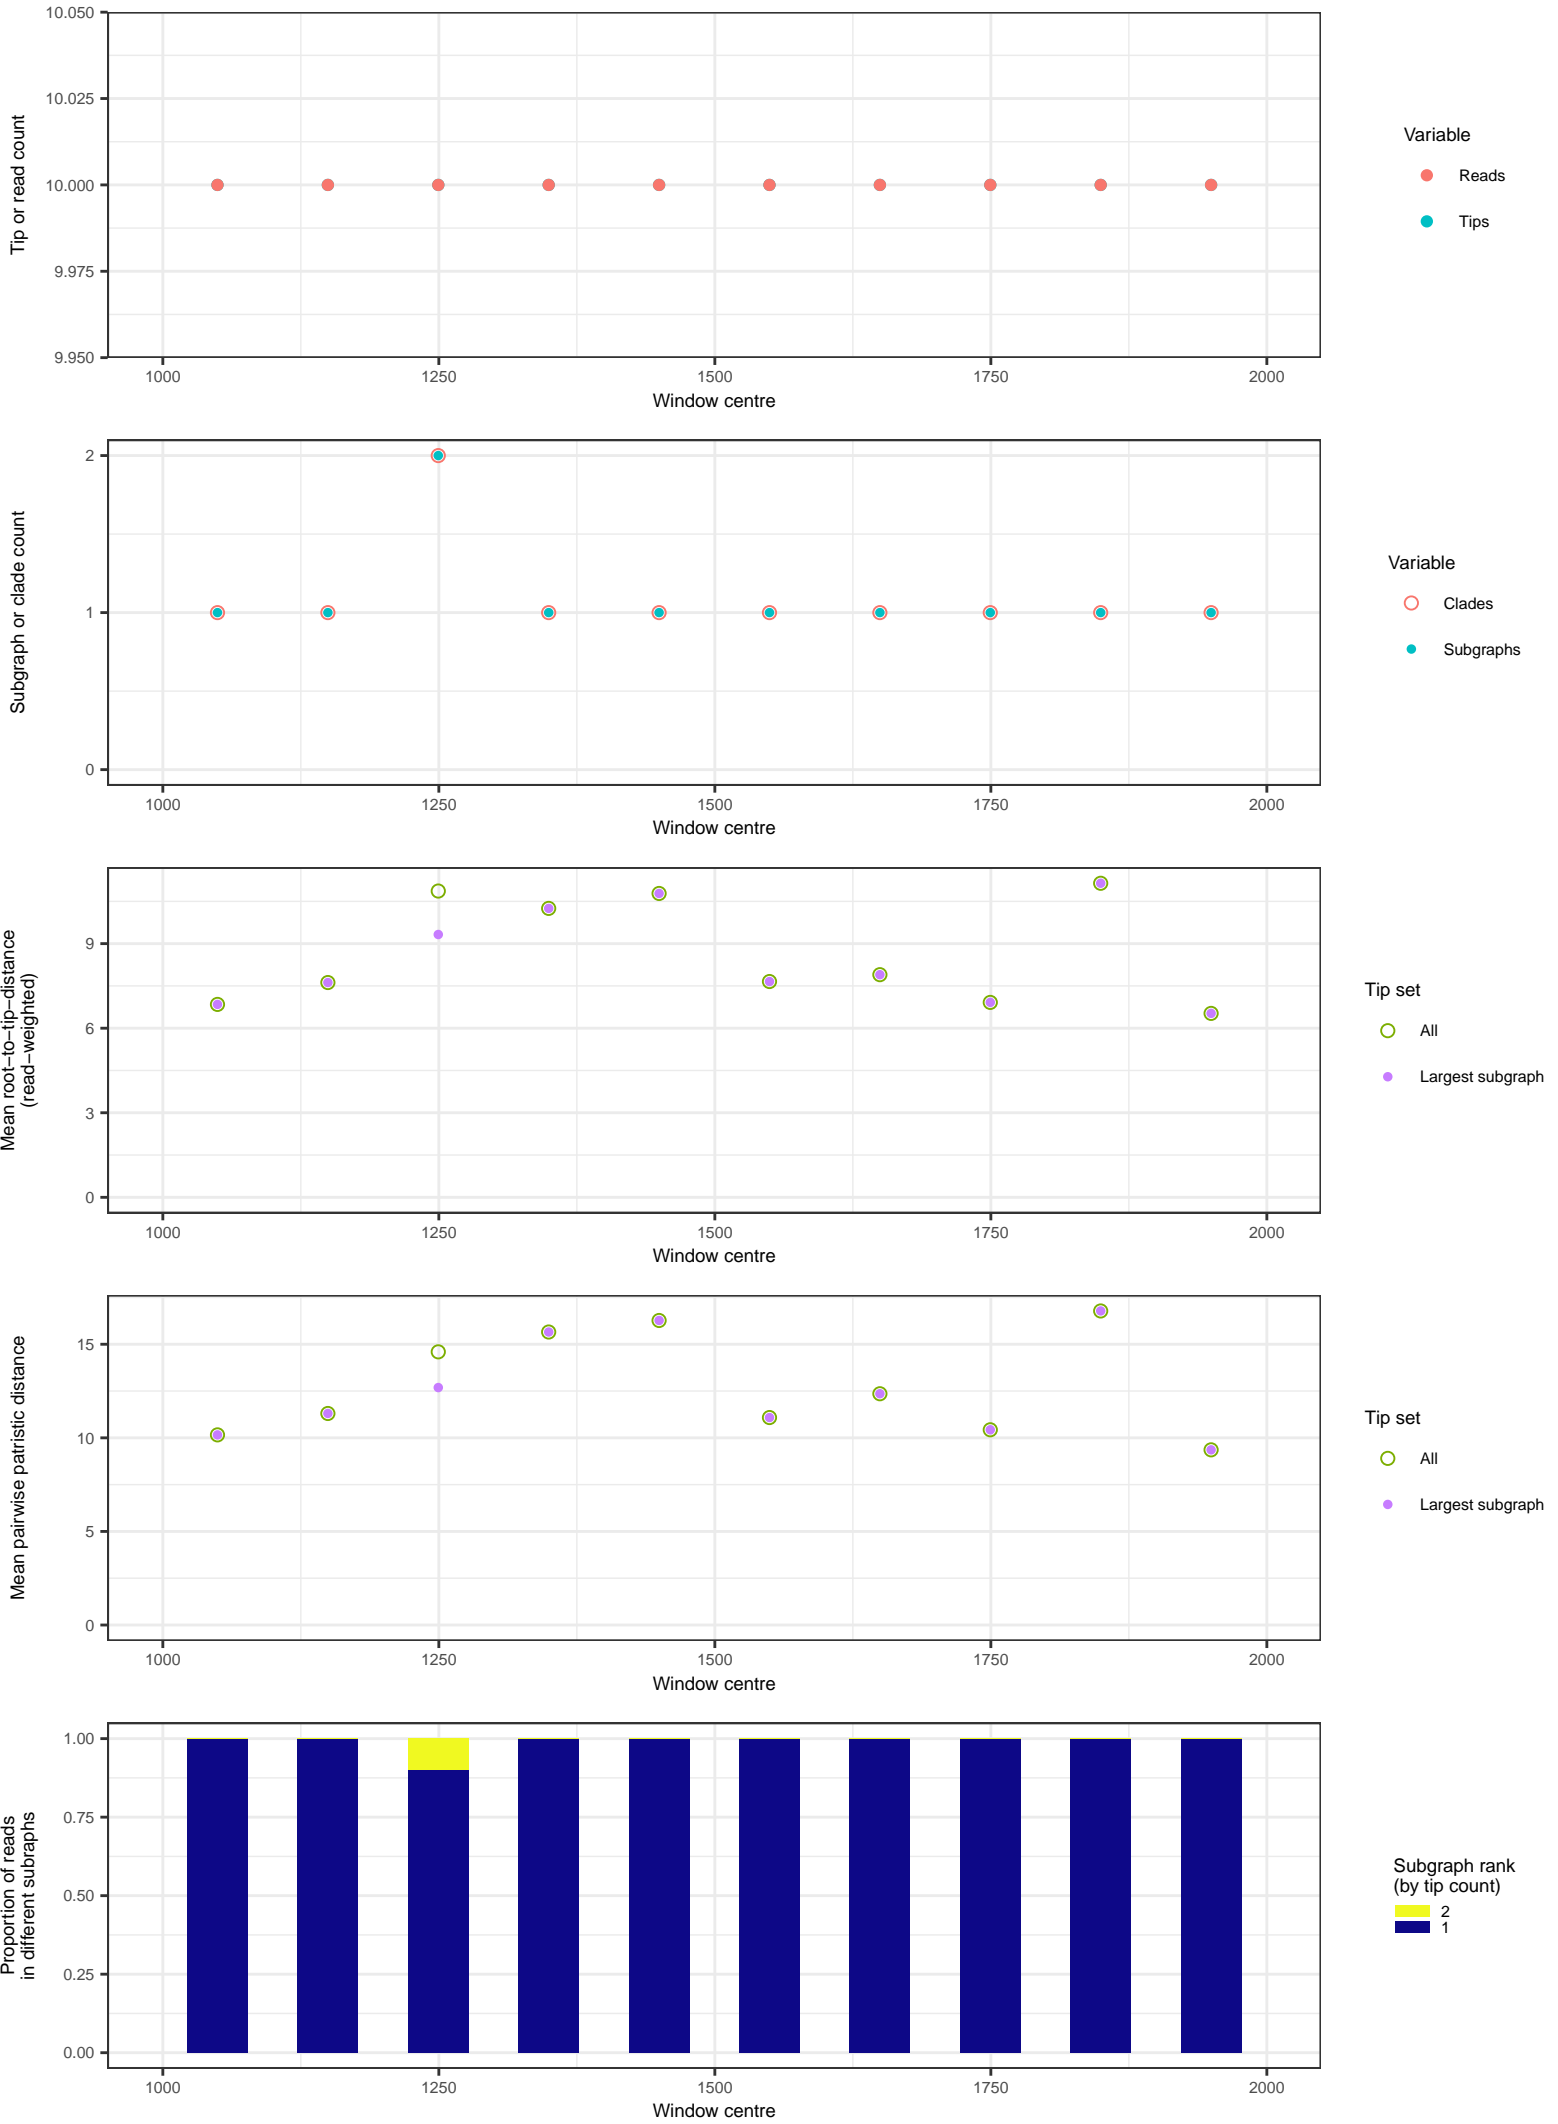 10.050
10.025
10.000
9.975
9.950
Tip or read count
1000 1250 1500 1750 2000
Window centre
Variable
Reads
Tips
2
1
0
Subgraph or clade count
1000 1250 1500 1750 2000
Window centre
Variable
Clades
Subgraphs
9
6
3
0
Mean root−to−tip−distance
(read−weighted)
1000 1250 1500 1750 2000
Window centre
Tip set
All
Largest subgraph
15
10
5
0
Mean pairwise patristic distance
1000 1250 1500 1750 2000
Window centre
Tip set
All
Largest subgraph
1.00
0.75
0.50
0.25
0.00
Proportion of reads
in different subraphs
1000 1250 1500 1750 2000
Window centre
Subgraph rank
(by tip count)
2
1